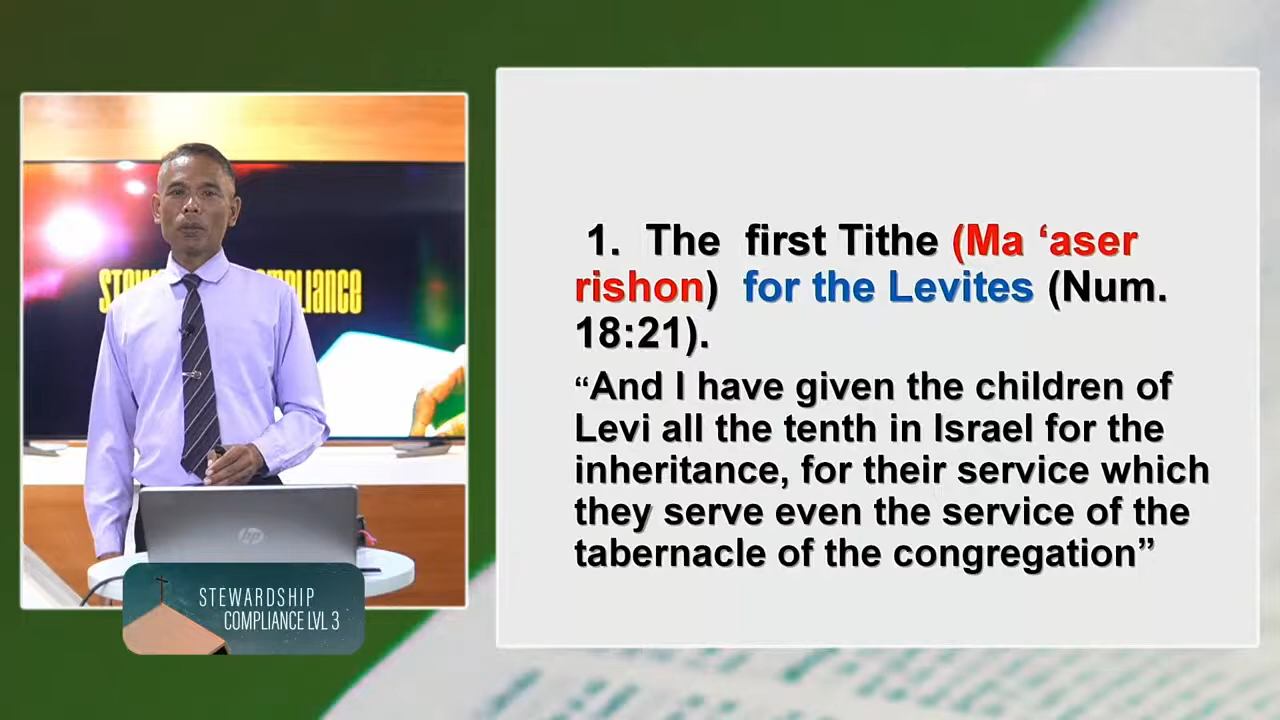 STEWARDSHIP
COMPLIANCE LVL 3
hp
1. The first Tithe (Ma ‘aser
rishon) for the Levites (Num.
18:21).
“And I have given the children of
Levi all the tenth in Israel for the
inheritance, for their service which
they serve even the service of the
tabernacle of the congregation”